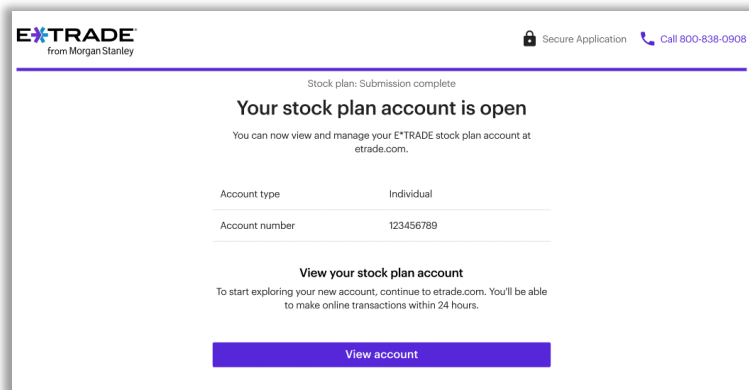 E*TRADE®
from Morgan Stanley
Secure Application
Call 800-838-0908
Stock plan: Submission complete
Your stock plan account is open
You can now view and manage your E*TRADE stock plan account at
etrade.com.
Account type Individual
Account number 123456789
View your stock plan account
To start exploring your new account, continue to etrade.com. You'll be able
to make online transactions within 24 hours.
View account